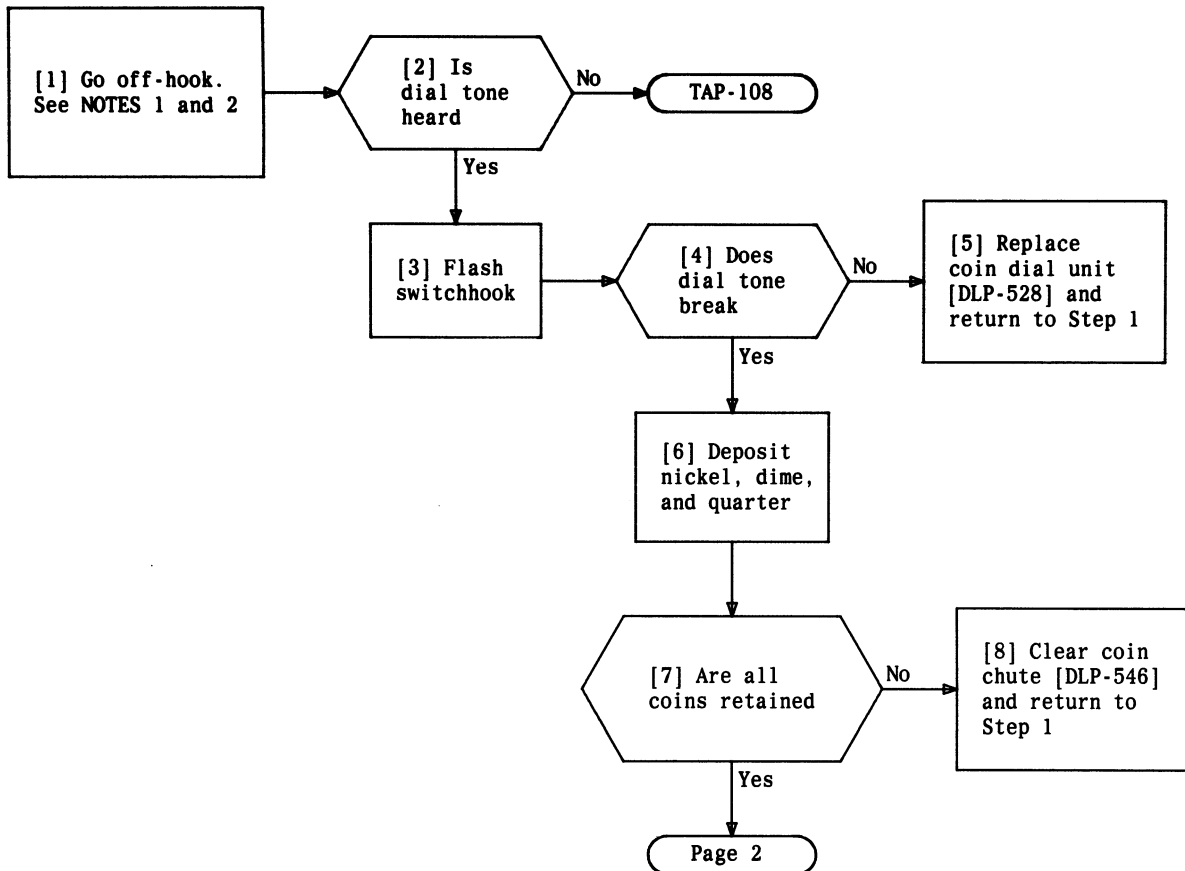 [1] Go off-hook.
See NOTES 1 and 2
[2] Is
dial tone
heard
No
TAP-108
Yes
[3] Flash
switchhook
[4] Does
dial tone
break
No
[5] Replace
coin dial unit
[DLP-528] and
return to Step 1
Yes
[6] Deposit
nickel, dime,
and quarter
[7] Are all
coins retained
No
[8] Clear coin
chute [DLP-546]
and return to
Step 1
Yes
Page 2